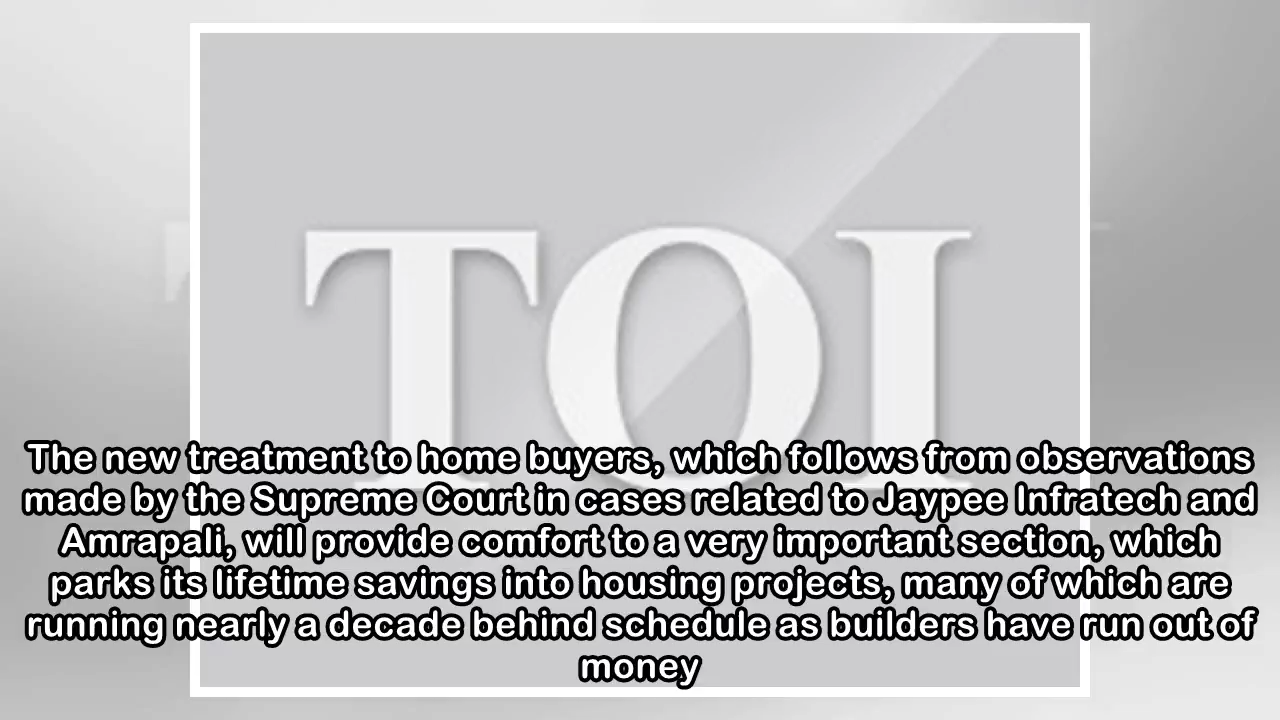 TOI
The new treatment to home buyers, which follows from observations
made by the Supreme Court in cases related to Jaypee Infratech and
Amrapali, will provide comfort to a very important section, which
parks its lifetime savings into housing projects, many of which are
running nearly a decade behind schedule as builders have run out of
money